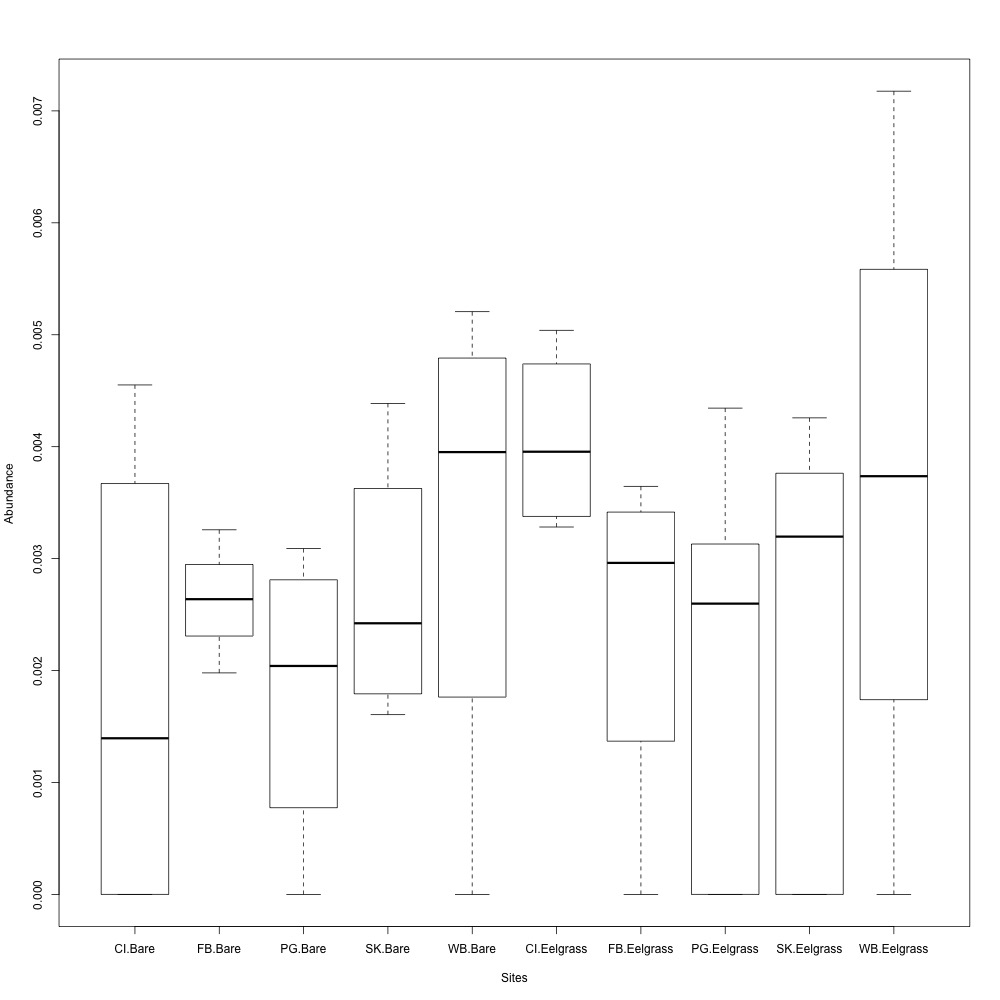 Abundance
0.007
0.006
0.005
0.004
0.003
0.002
0.001
0.000
CI.Bare FB.Bare PG.Bare SK.Bare WB.Bare CI.Eelgrass FB.Eelgrass PG.Eelgrass SK.Eelgrass WB.Eelgrass
Sites